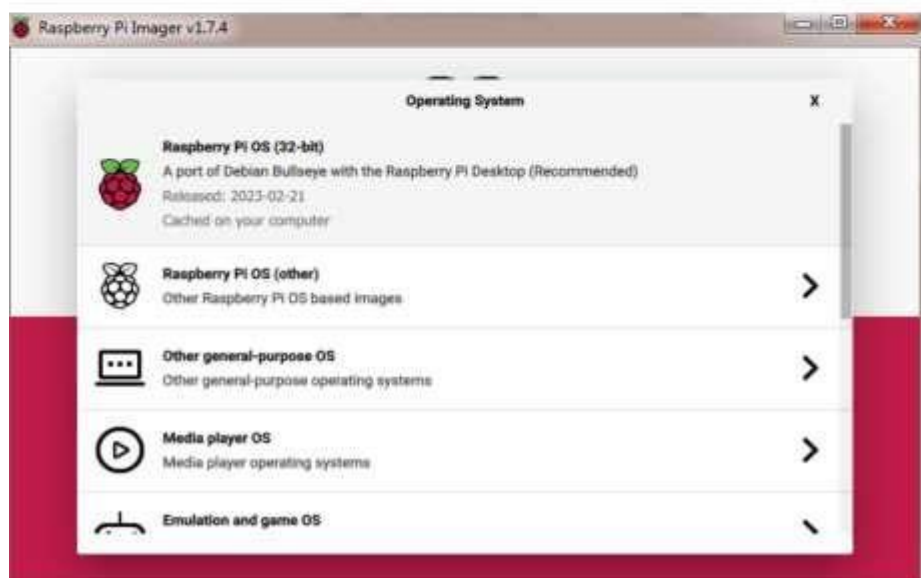 Raspberry Pi Imager v1.7.4
Operating System
X
Raspberry Pi OS (32-bit)
A port of Debian Bullseye with the Raspberry Pi Desktop (Recommended)
Released: 2023-02-21
Cached on your computer
Raspberry Pi OS (other)
Other Raspberry Pi OS based images
Other general-purpose OS
Other general-purpose operating systems
Media player OS
Media player operating systems
Emulation and game OS